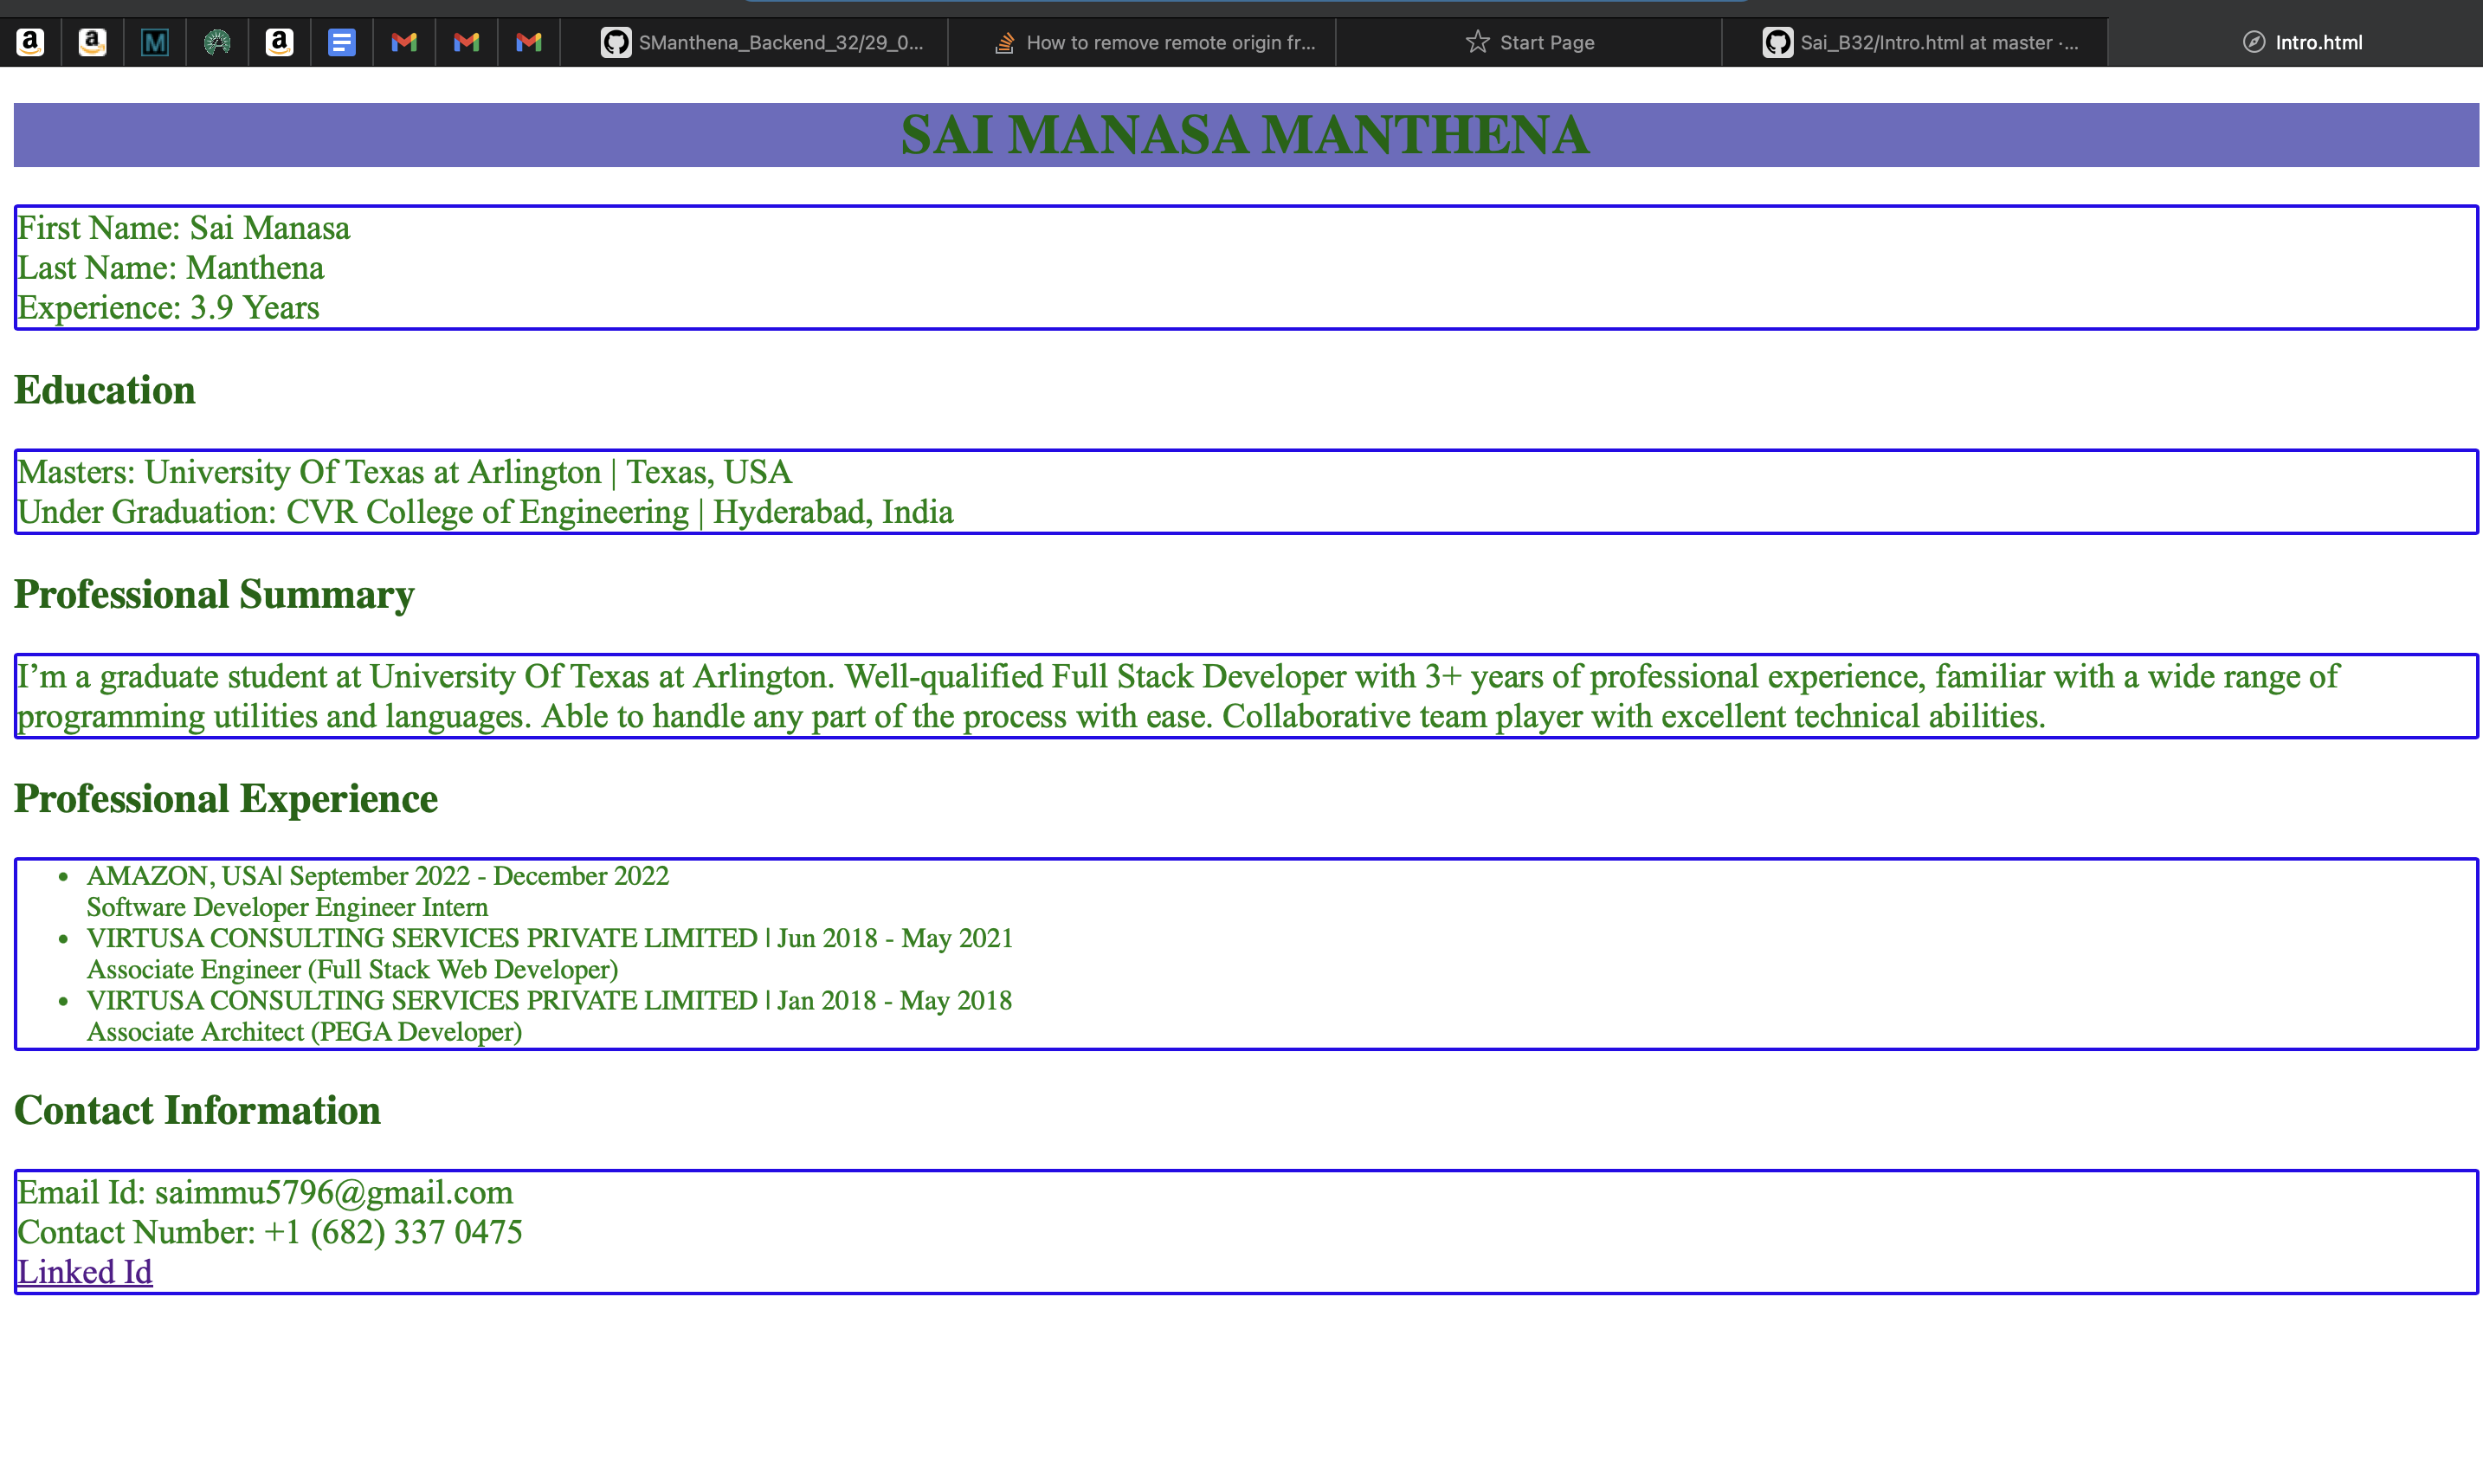 SManthena_Backend_32/29_0...
How to remove remote origin fr...
Start Page
Sai_B32/Intro.html at master ·...
Intro.html
SAI MANASA MANTHENA
First Name: Sai Manasa
Last Name: Manthena
Experience: 3.9 Years
Education
Masters: University Of Texas at Arlington | Texas, USA
Under Graduation: CVR College of Engineering | Hyderabad, India
Professional Summary
I’m a graduate student at University Of Texas at Arlington. Well-qualified Full Stack Developer with 3+ years of professional experience, familiar with a wide range of
programming utilities and languages. Able to handle any part of the process with ease. Collaborative team player with excellent technical abilities.
Professional Experience
• AMAZON, USA| September 2022 - December 2022
Software Developer Engineer Intern
• VIRTUSA CONSULTING SERVICES PRIVATE LIMITED | Jun 2018 - May 2021
Associate Engineer (Full Stack Web Developer)
• VIRTUSA CONSULTING SERVICES PRIVATE LIMITED | Jan 2018 - May 2018
Associate Architect (PEGA Developer)
Contact Information
Email Id: saimmu5796@gmail.com
Contact Number: +1 (682) 337 0475
Linked Id